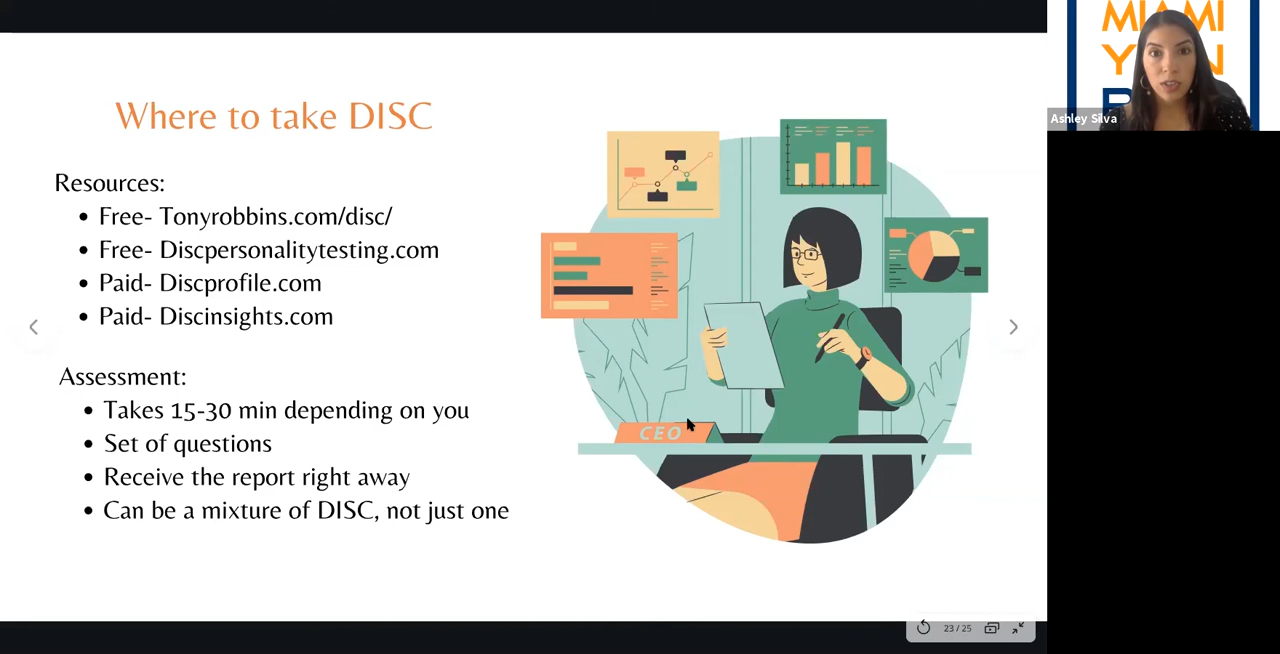 Where to take DISC
Resources:
• Free- Tonyrobbins.com/disc/
• Free- Discpersonalitytesting.com
• Paid- Discprofile.com
• Paid- Discinsights.com
Assessment:
• Takes 15-30 min depending on you
• Set of questions
• Receive the report right away
• Can be a mixture of DISC, not just one
CEO
23 / 25
MIAMI
Ashley Silva